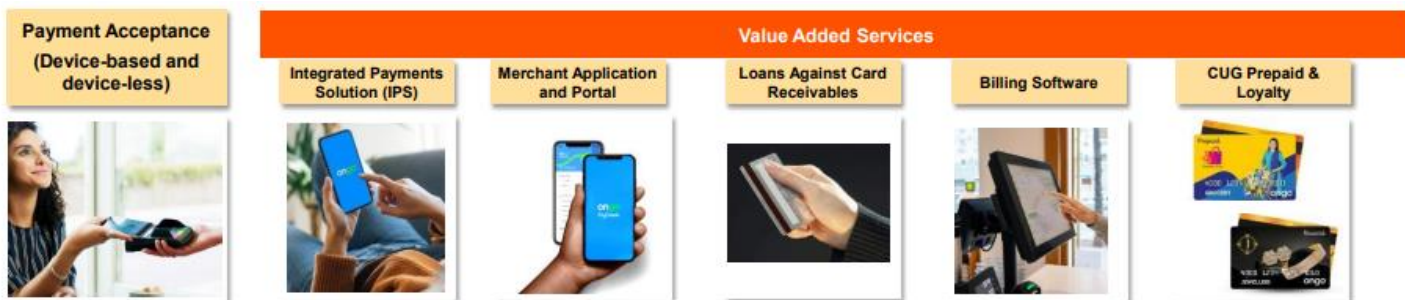 Payment Acceptance
(Device-based and
device-less)
Value Added Services
Integrated Payments
Solution (IPS)
Merchant Application
and Portal
Loans Against Card
Receivables
Billing Software
CUG Prepaid &
Loyalty
ongo
ongo
Prepaid
ongo
ongo